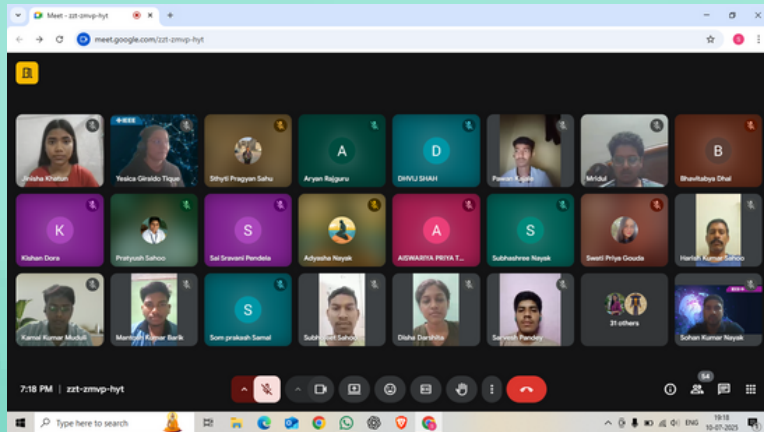 Meet - zzt-zmvp-hyt
meet.google.com/zzt-zmvp-hyt
Jinisha Khatan
IEEE
Yesica Giraldo Tique
Sthyti Pragyan Sahu
A
Aryan Rajguru
D
DHVIJ SHAH
Pawan
Mridul
B
Bhavitabya Dhal
K
Kishan Dora
Pratyush Sahoo
S
Sai Sravani Pendela
Adyasha Nayak
A
AISWARIYA PRIYA T...
S
Subhashree Nayak
Swati Priya Gouda
Harish Kumar Sahoo
Kamal Kumar Muduli
Kumar Barik
S
Som prakash Samal
Sahoo
Disha Darshita
Sarvesh Pandey
31 others
Sohan Kumar Nayak
7:18 PM | zzt-zmvp-hyt
54
Type here to search
ENG
19:18
10-07-2025